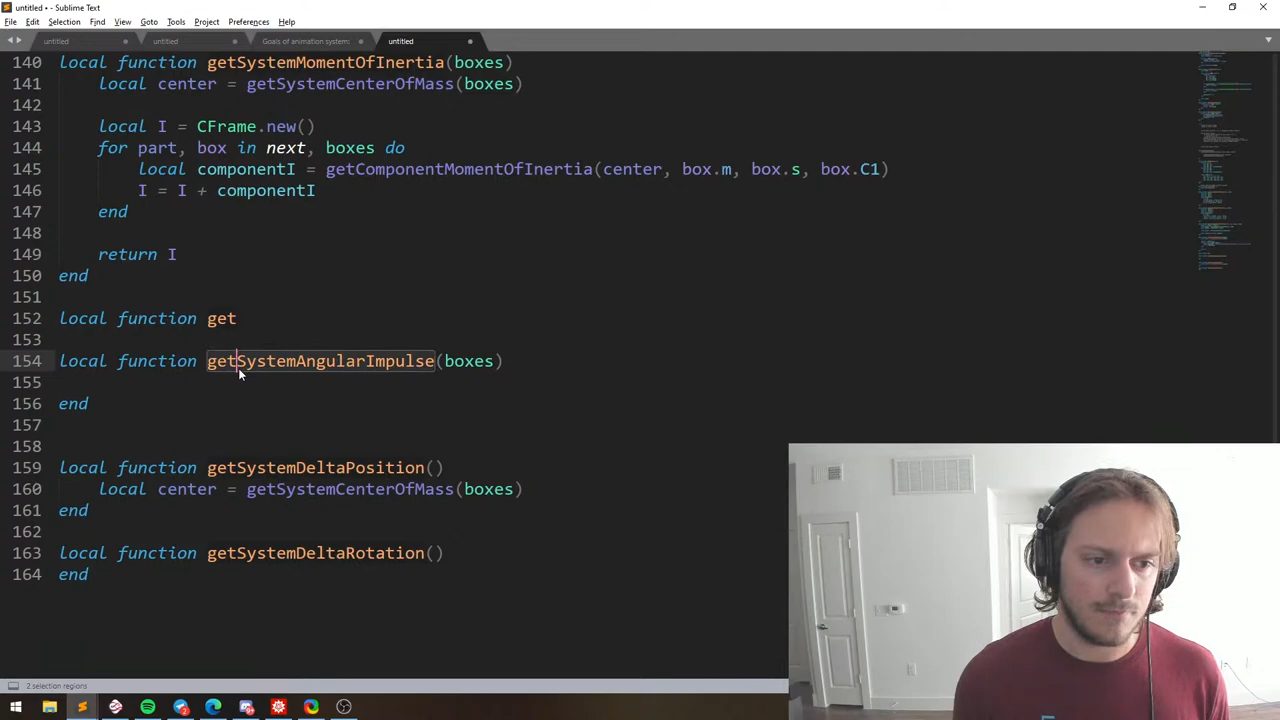 untitled • - Sublime Text
File Edit Selection Find View Goto Tools Project Preferences Help
untitled untitled Goals of animation system: untitled
140 local function getSystemMomentOfInertia(boxes)
141 local center = getSystemCenterOfMass(boxes)
142
143 local I = CFrame.new()
144 for part, box in next, boxes do
145 local componentI = getComponentMomentOfInertia(center, box.m, box.s, box.C1)
146 I = I + componentI
147 end
148
149 return I
150 end
151
152 local function get
153
154 local function getSystemAngularImpulse(boxes)
155
156 end
157
158
159 local function getSystemDeltaPosition()
160 local center = getSystemCenterOfMass(boxes)
161 end
162
163 local function getSystemDeltaRotation()
164 end
2 selection regions